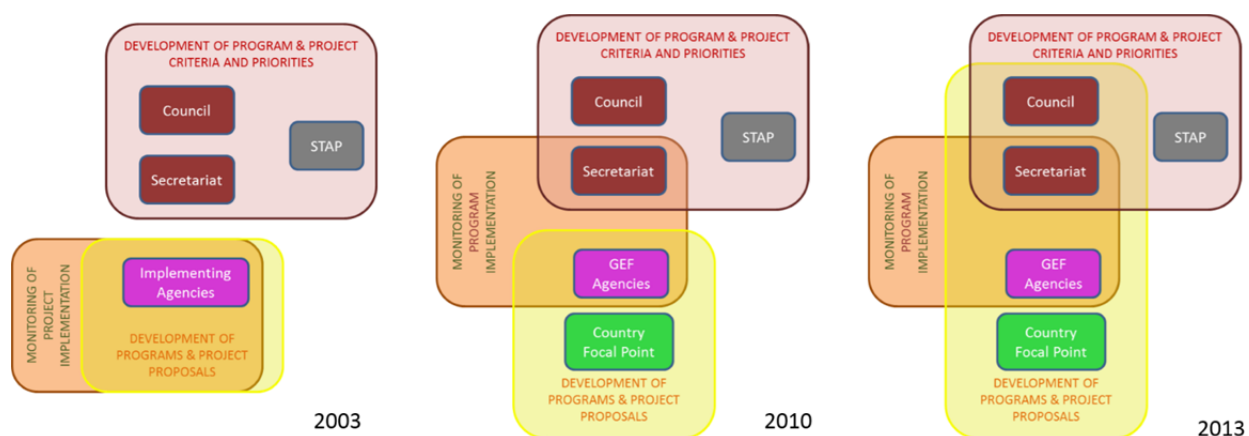 DEVELOPMENT OF PROGRAM & PROJECT
CRITERIA AND PRIORITIES
Council
STAP
Secretariat
MONITORING OF
PROJECT
IMPLEMENTATION
Implementing
Agencies
DEVELOPMENT OF
PROGRAMS & PROJECT
PROPOSALS
2003
DEVELOPMENT OF PROGRAM & PROJECT
CRITERIA AND PRIORITIES
Council
STAP
Secretariat
MONITORING OF
PROGRAM
IMPLEMENTATION
GEF
Agencies
Country
Focal Point
DEVELOPMENT OF
PROGRAMS & PROJECT
PROPOSALS
2010
DEVELOPMENT OF PROGRAM & PROJECT
CRITERIA AND PRIORITIES
Council
STAP
Secretariat
MONITORING OF
PROGRAM
IMPLEMENTATION
GEF
Agencies
Country
Focal Point
DEVELOPMENT OF
PROGRAMS & PROJECT
PROPOSALS
2013